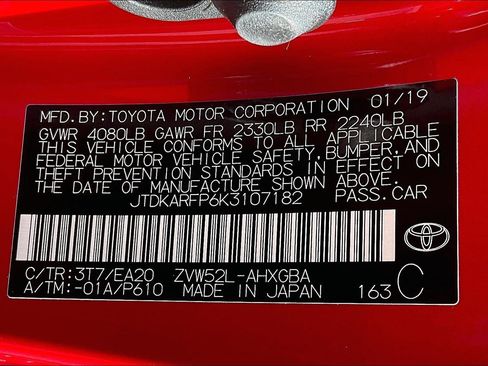 MFD.BY:TOYOTA MOTOR CORPORATION 01/19
GVWR 4080LB GAWR FR 2330LB RR 2240LB
THIS VEHICLE CONFORMS TO ALL APPLICABLE
FEDERAL MOTOR VEHICLE SAFETY,BUMPER,AND
THEFT PREVENTION STANDARDS IN EFFECT ON
THE DATE OF MANUFACTURE SHOWN ABOVE.
JTDKARFP6K3107182 PASS.CAR
C/TR:3T7/EA20 ZVW52L-AHXGBA
A/TM:-01A/P610 MADE IN JAPAN 163 C